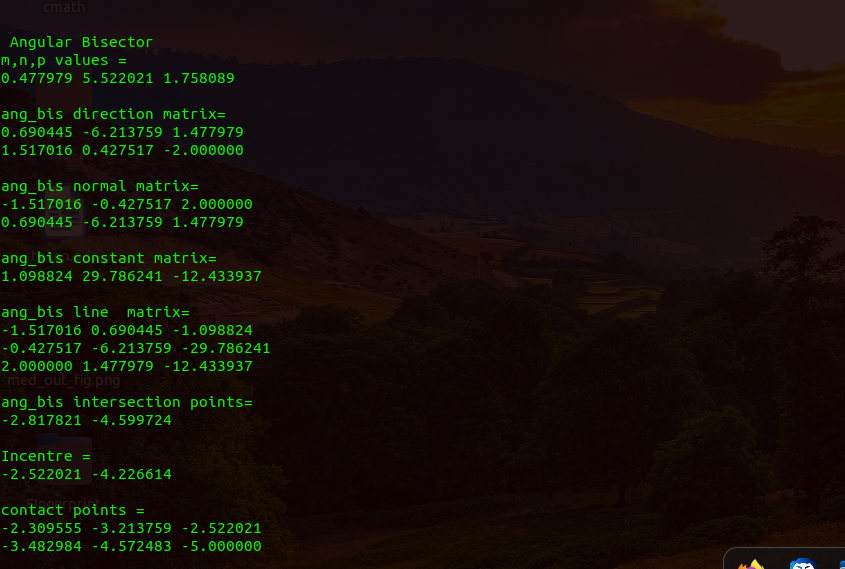 cmath
Angular Bisector
m,n,p values =
0.477979 5.522021 1.758089
ang_bis direction matrix=
0.690445 -6.213759 1.477979
1.517016 0.427517 -2.000000
ang_bis normal matrix=
-1.517016 -0.427517 2.000000
0.690445 -6.213759 1.477979
ang_bis constant matrix=
1.098824 29.786241 -12.433937
ang_bis line  matrix=
-1.517016 0.690445 -1.098824
-0.427517 -6.213759 -29.786241
2.000000 1.477979 -12.433937
med_out_fig.png
ang_bis intersection points=
-2.817821 -4.599724
Incentre =
-2.522021 -4.226614
Fingerprint
contact points =
-2.309555 -3.213759 -2.522021
-3.482984 -4.572483 -5.000000